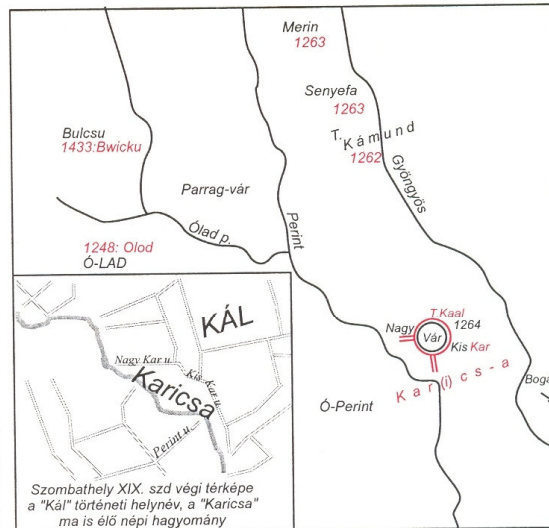 Merin
1263
Senyefa
1263
T. Kámund
1262
Bulcsu
1433:Bwicku
Parrag-vár
Gyöngyös
Perint
Ólad p.
1248: Olod
Ó-LAD
T Kaal
1264
Nagy
Vár
Kis Kar
Kar(i)cs-a
Bogá
Ó-Perint
KÁL
Nagy Kar u.
Kis Kar u.
Karicsa
Perint u.
Szombathely XIX. szd végi térképe
a "Kál" történeti helynév, a "Karicsa"
ma is élő népi hagyomány